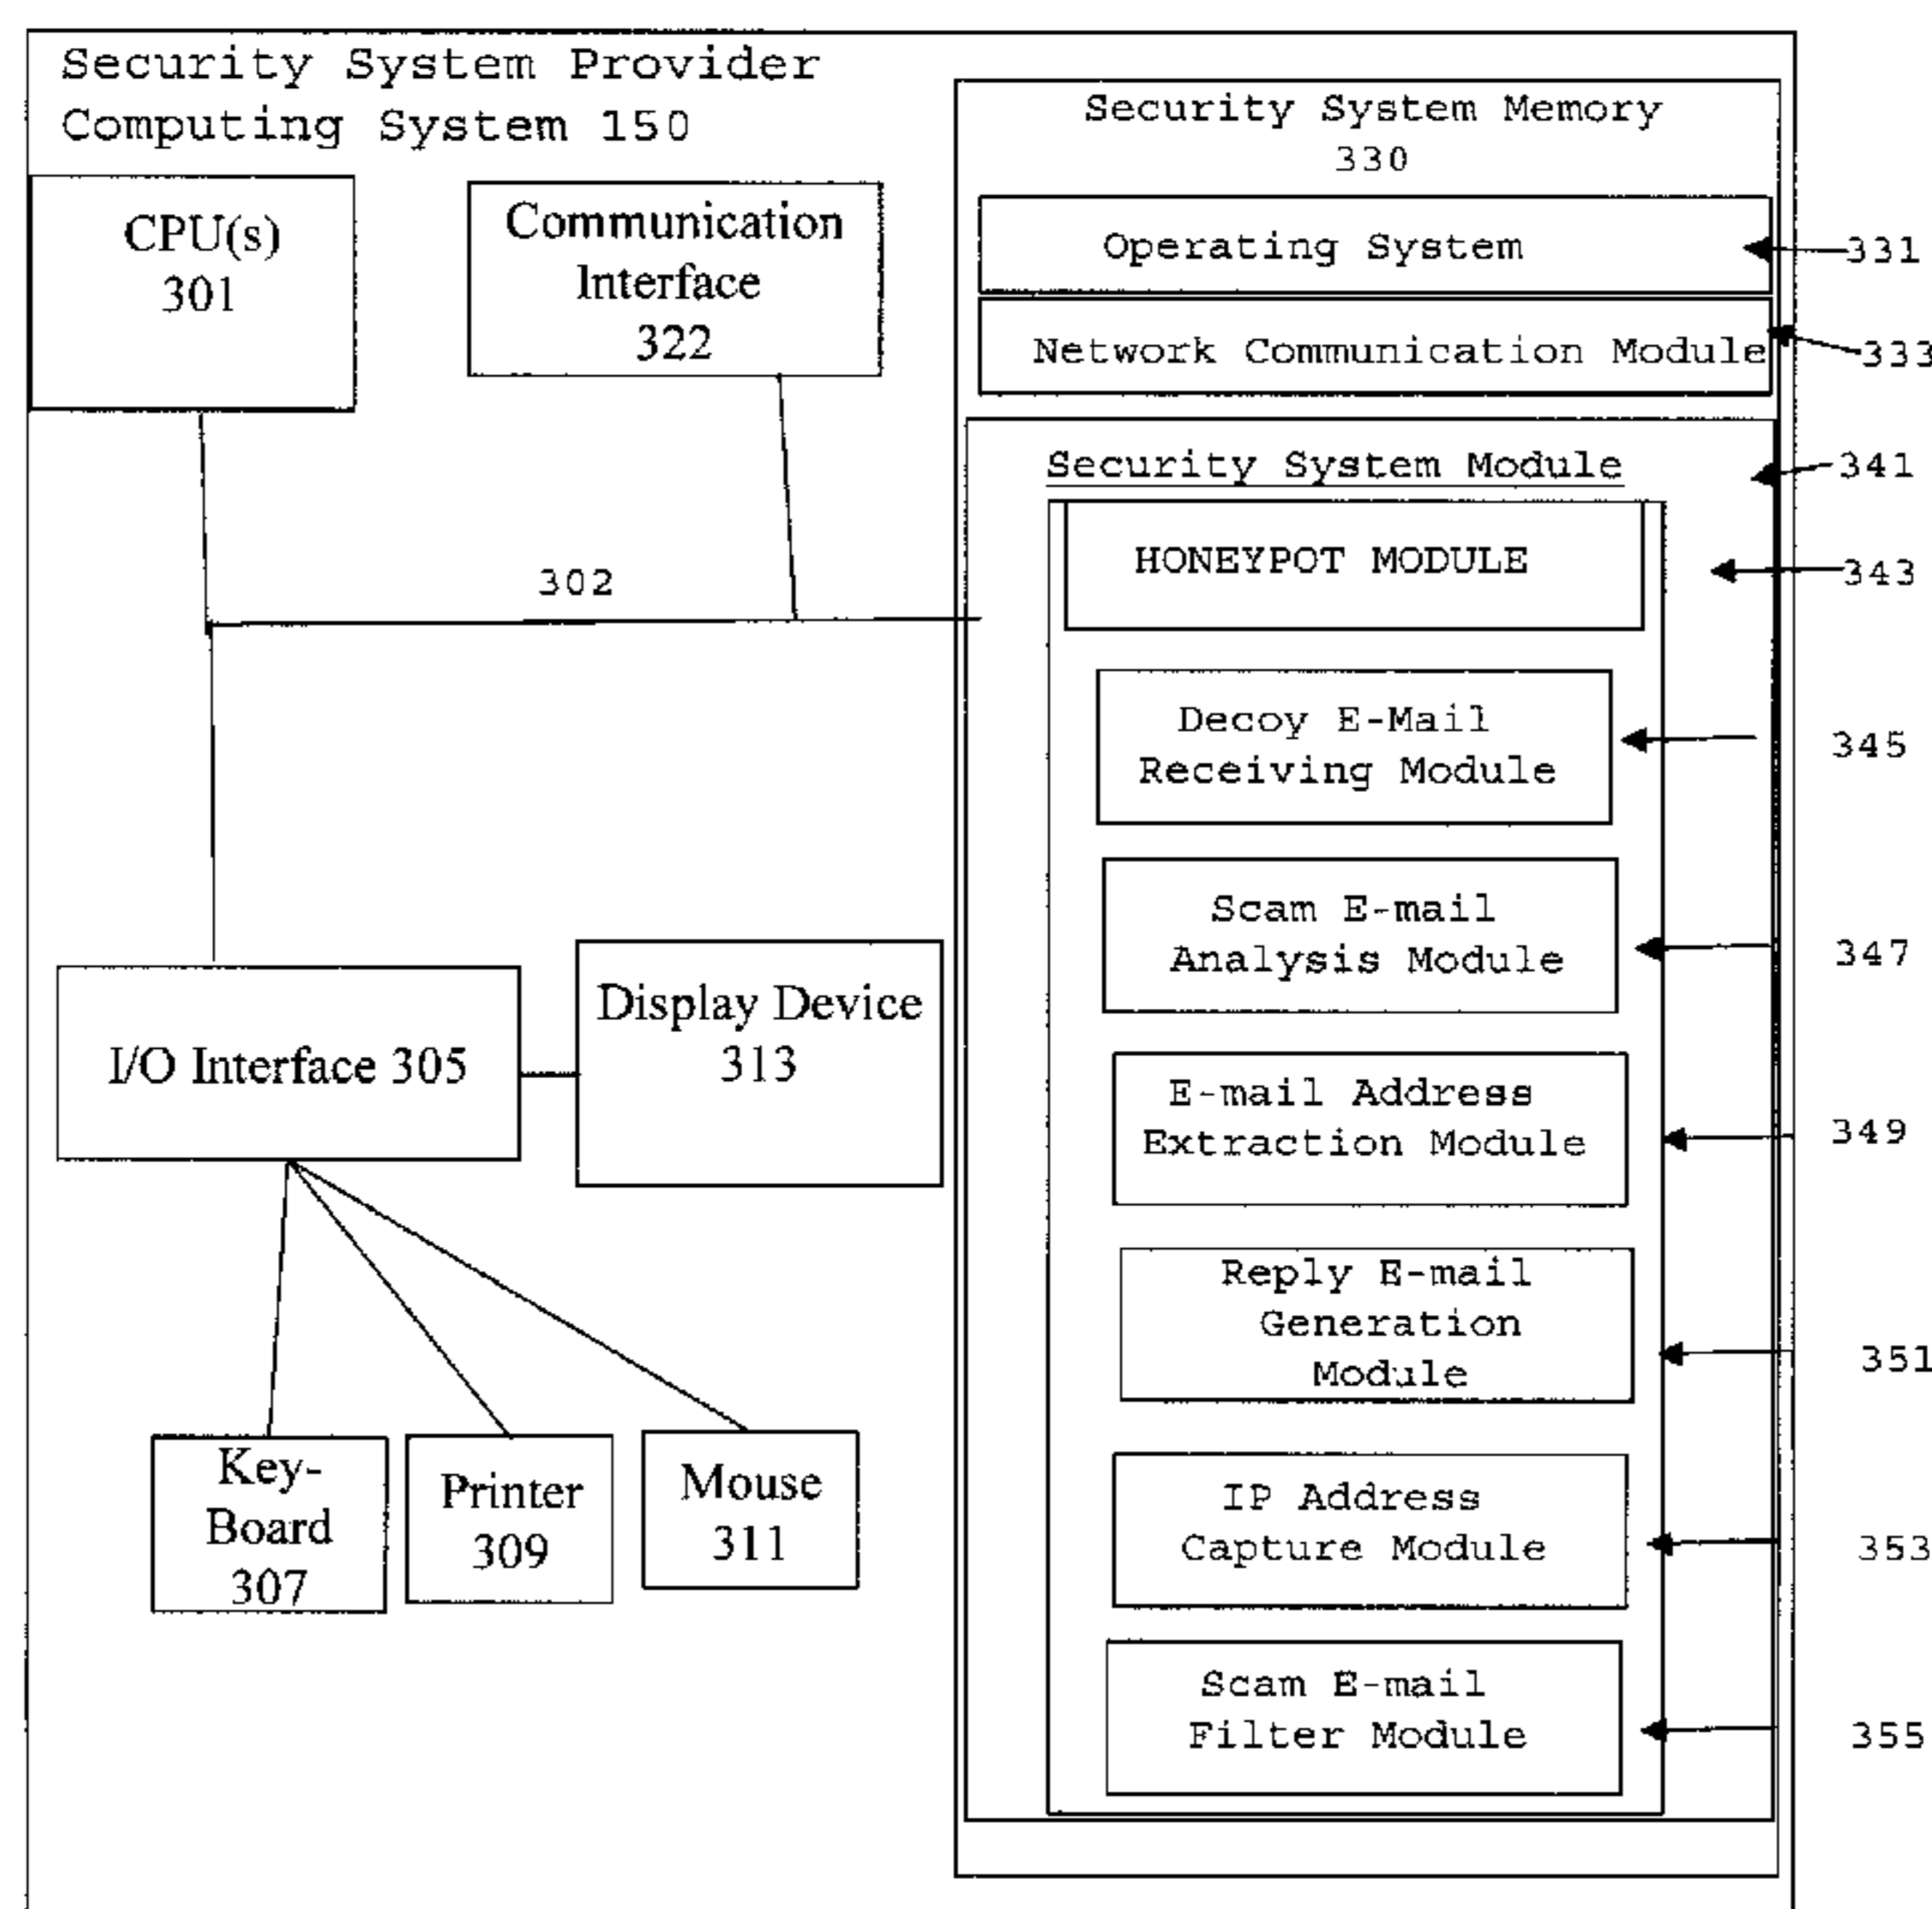 Security System Provider
Computing System 150
CPU(s)
301
Communication
Interface
322
302
I/O Interface 305
Display Device
313
Key-
Board
307
Printer
309
Mouse
311
Security System Memory
330
Operating System
331
Network Communication Module
333
Security System Module
341
HONEYPOT MODULE
343
Decoy E-Mail
Receiving Module
345
Scam E-mail
Analysis Module
347
E-mail Address
Extraction Module
349
Reply E-mail
Generation
Module
351
IP Address
Capture Module
353
Scam E-mail
Filter Module
355